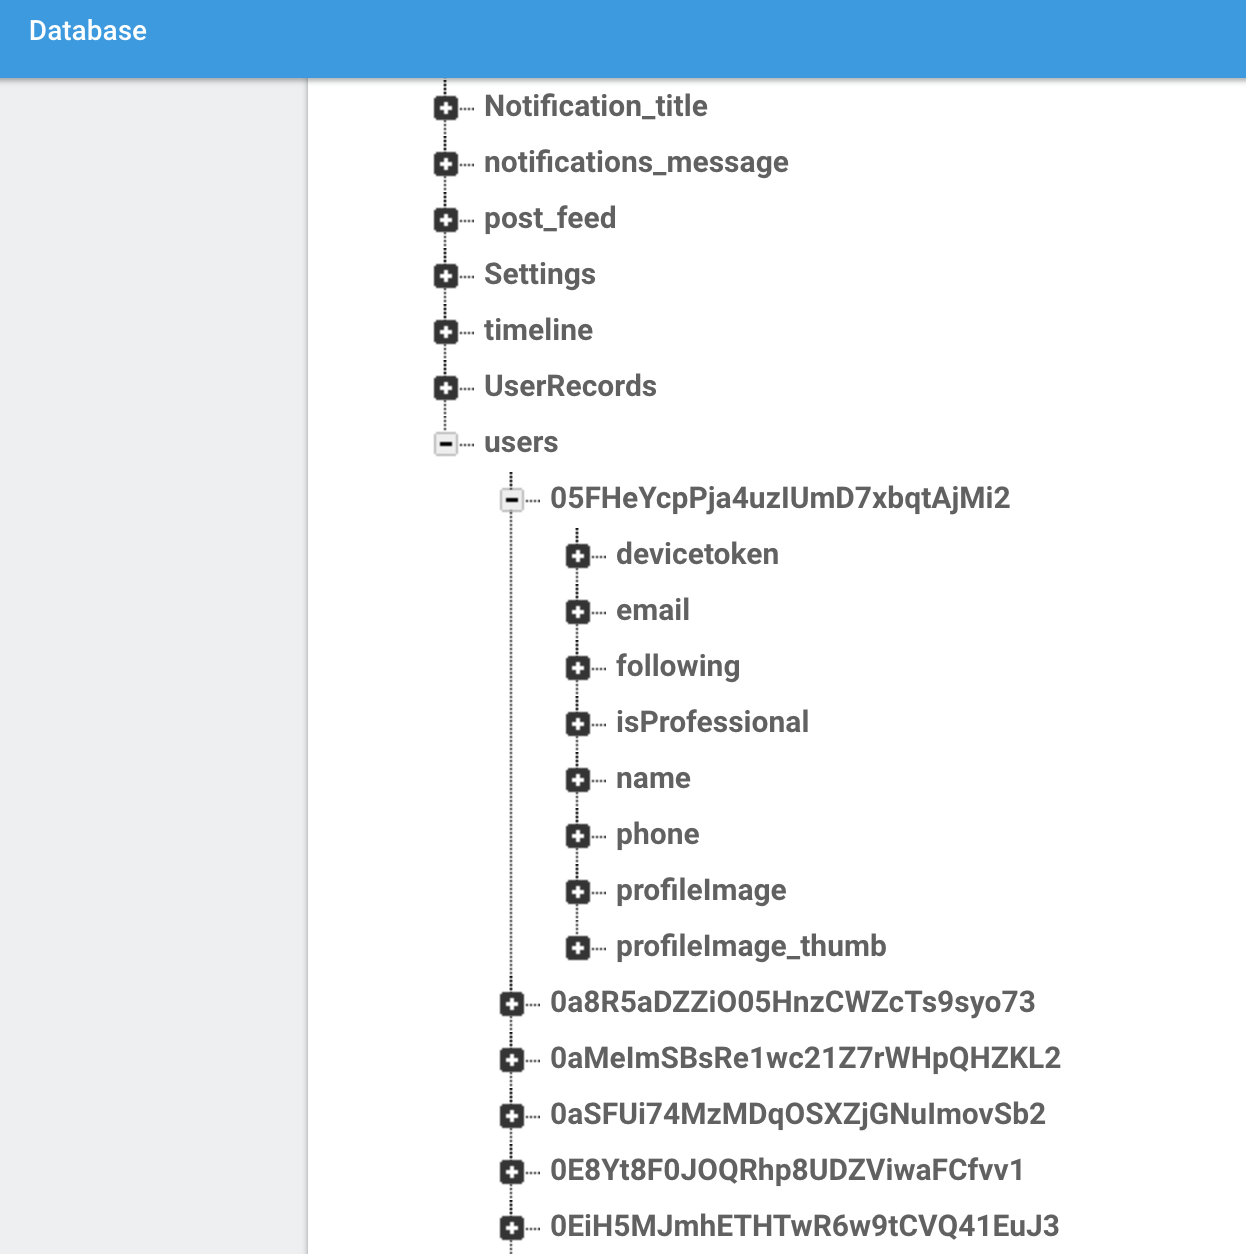 Database
Notification_title
notifications_message
post_feed
Settings
timeline
UserRecords
users
05FHeYcpPja4uzIUmD7xbqtAjMi2
devicetoken
email
following
isProfessional
name
phone
profileImage
profileImage_thumb
0a8R5aDZZiO05HnzCWZcTs9syo73
0aMeImSBsRe1wc21Z7rWHpQHZKL2
0aSFUi74MzMDqOSXZjGNuImovSb2
0E8Yt8F0JOQRhp8UDZViwaFCfvv1
0EiH5MJmhETHTwR6w9tCVQ41EuJ3